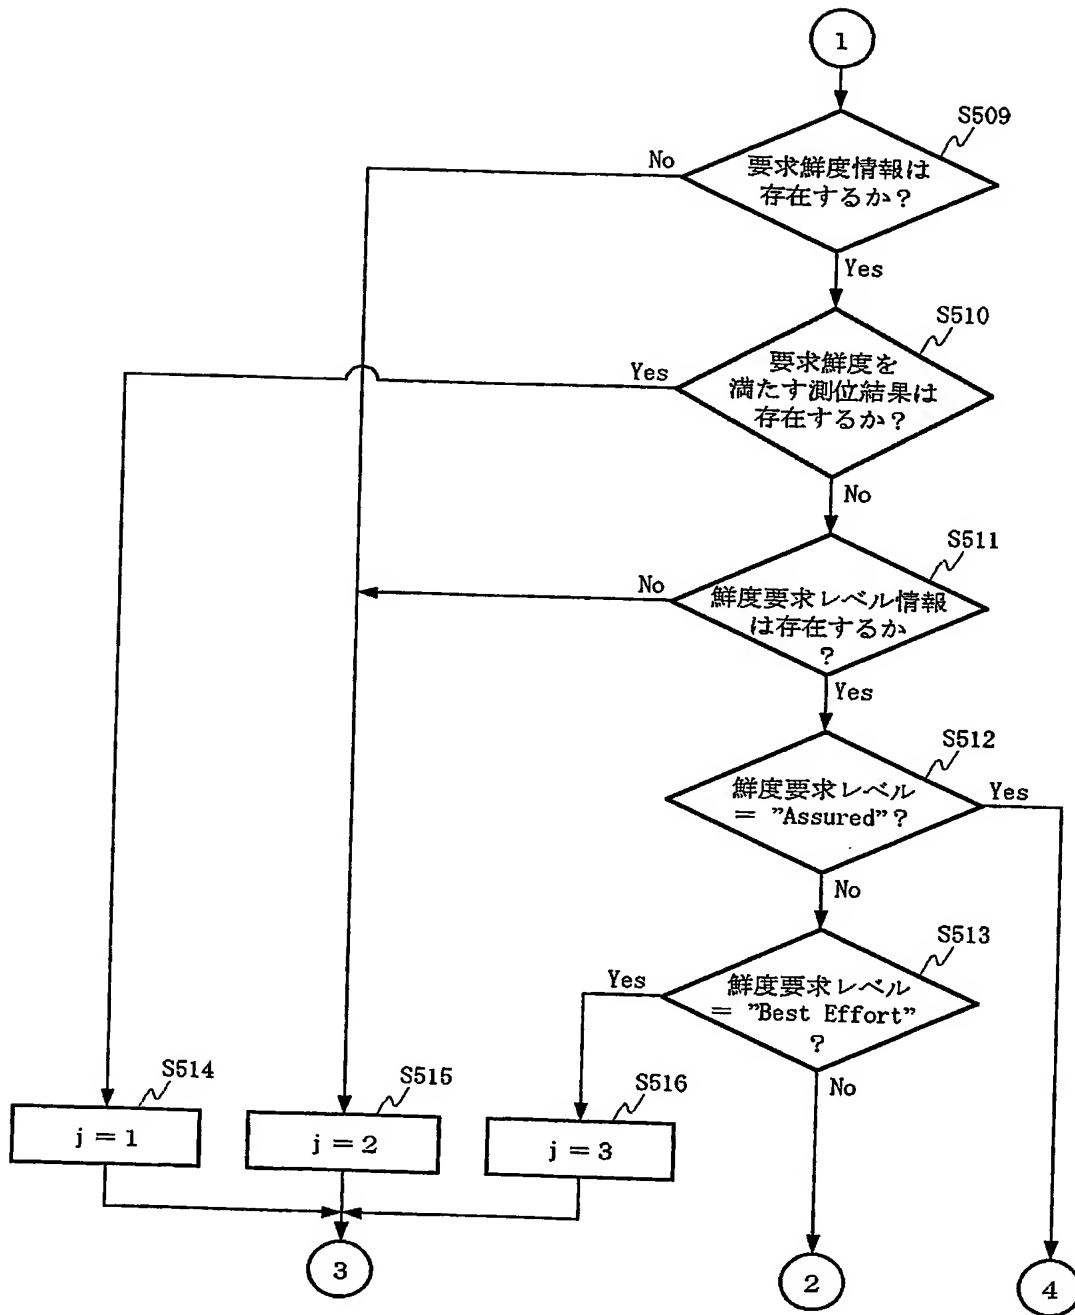 1
S509
No
要求鮮度情報は
存在するか？
Yes
S510
Yes
要求鮮度を
満たす測位結果は
存在するか？
No
S511
No
鮮度要求レベル情報
は存在するか
？
Yes
S512
鮮度要求レベル
＝ ”Assured”？
Yes
No
S513
Yes
鮮度要求レベル
＝ ”Best Effort”
？
No
S514
j＝1
S515
j＝2
S516
j＝3
3
2
4